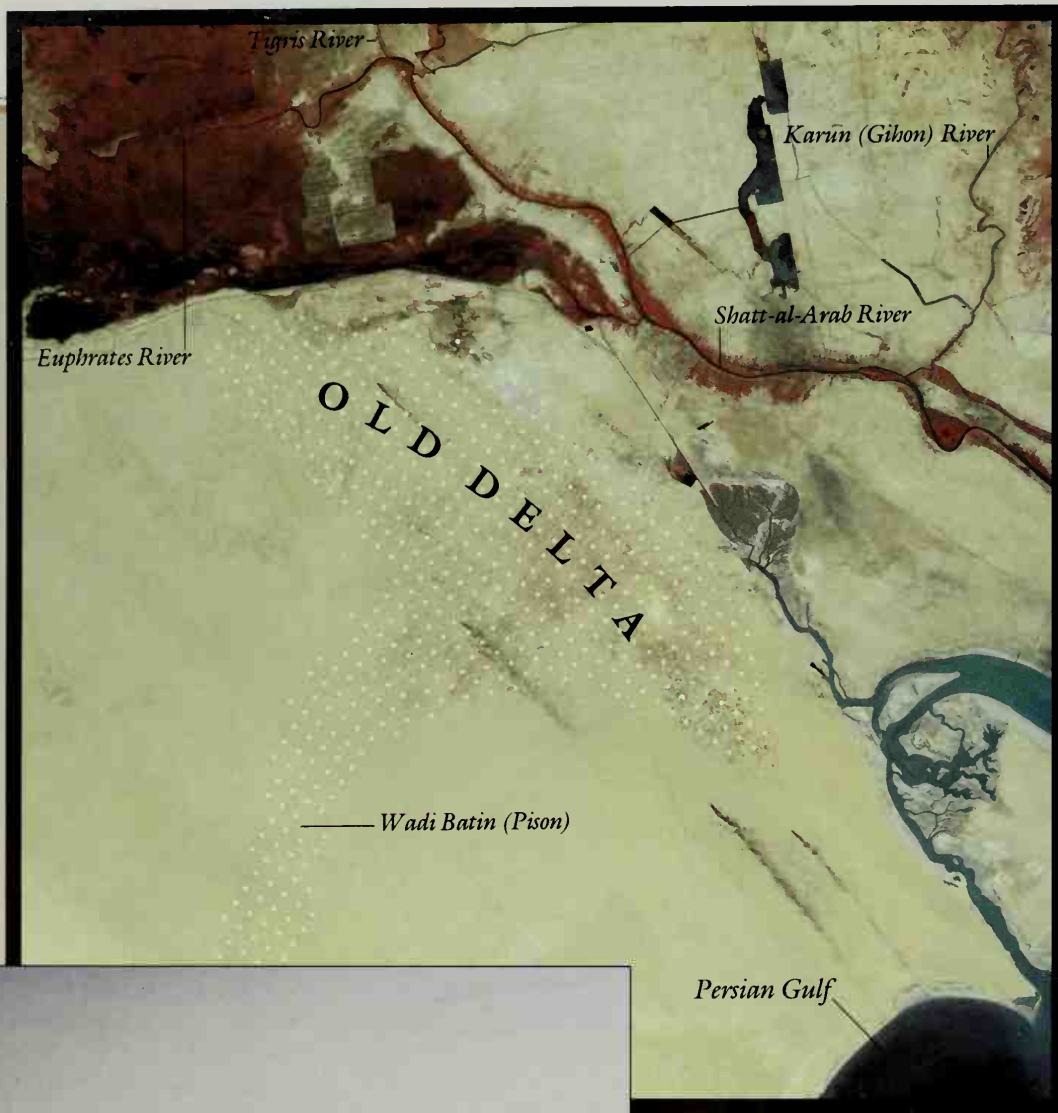 Tigris River
Karun (Gihon) River
Shatt-al-Arab River
Euphrates River
OLD DELTA
Wadi Batin (Pison)
Persian Gulf